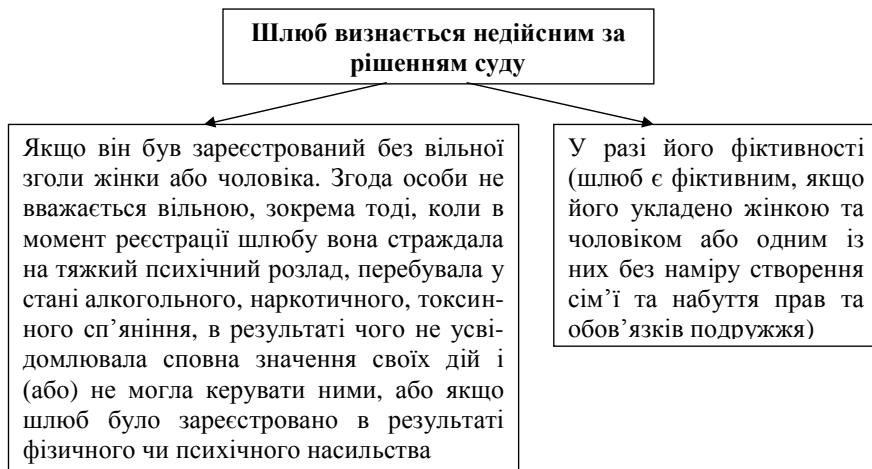 Шлюб визнається недійсним за
рішенням суду
Якщо він був зареєстрований без вільної
зголи жінки або чоловіка. Згода особи не
вважається вільною, зокрема тоді, коли в
момент реєстрації шлюбу вона страждала
на тяжкий психічний розлад, перебувала у
стані алкогольного, наркотичного, токсин-
ного сп’яніння, в результаті чого не усві-
домлювала сповна значення своїх дій і
(або) не могла керувати ними, або якщо
шлюб було зареєстровано в результаті
фізичного чи психічного насильства
У разі його фіктивності
(шлюб є фіктивним, якщо
його укладено жінкою та
чоловіком або одним із
них без наміру створення
сім’ї та набуття прав та
обов’язків подружжя)